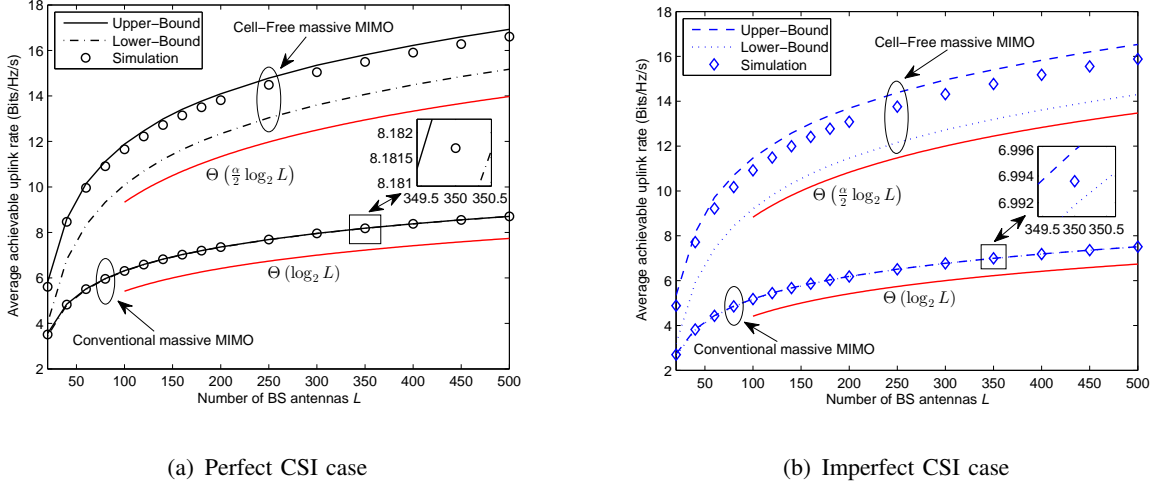 Upper-Bound
Lower-Bound
Simulation
Cell-Free massive MIMO
Θ (α/2 log₂ L)
8.182
8.1815
8.181
349.5 350 350.5
Θ (log₂ L)
Conventional massive MIMO
18
16
14
12
10
8
6
4
2
50 100 150 200 250 300 350 400 450 500
Average achievable uplink rate (Bits/Hz/s)
Number of BS antennas L
(a) Perfect CSI case
Upper-Bound
Lower-Bound
Simulation
Cell-Free massive MIMO
Θ (α/2 log₂ L)
6.996
6.994
6.992
349.5 350 350.5
Θ (log₂ L)
Conventional massive MIMO
18
16
14
12
10
8
6
4
2
50 100 150 200 250 300 350 400 450 500
Average achievable uplink rate (Bits/Hz/s)
Number of BS antennas L
(b) Imperfect CSI case